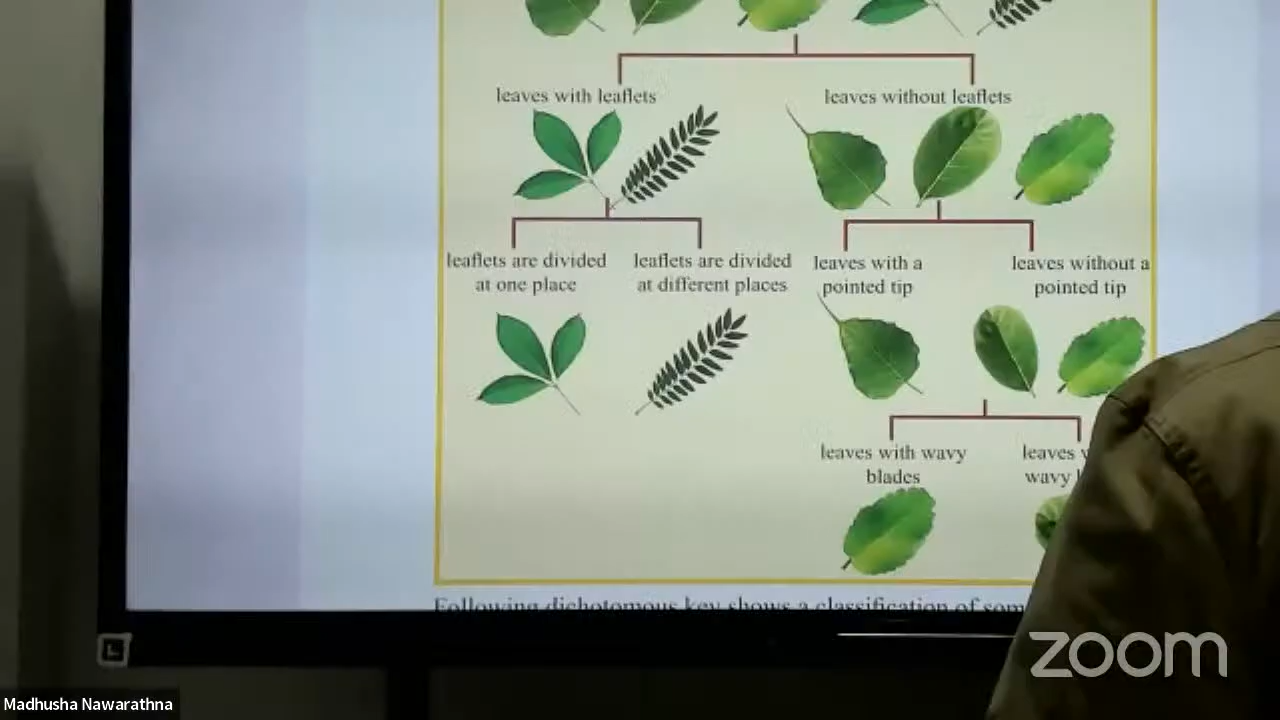 leaves with leaflets
leaves without leaflets
leaflets are divided
at one place
leaflets are divided
at different places
leaves with a
pointed tip
leaves without a
pointed tip
leaves with wavy
blades
leaves
wavy
Following dichotomous key shows a classification of
zoom
Madhusha Nawarathna